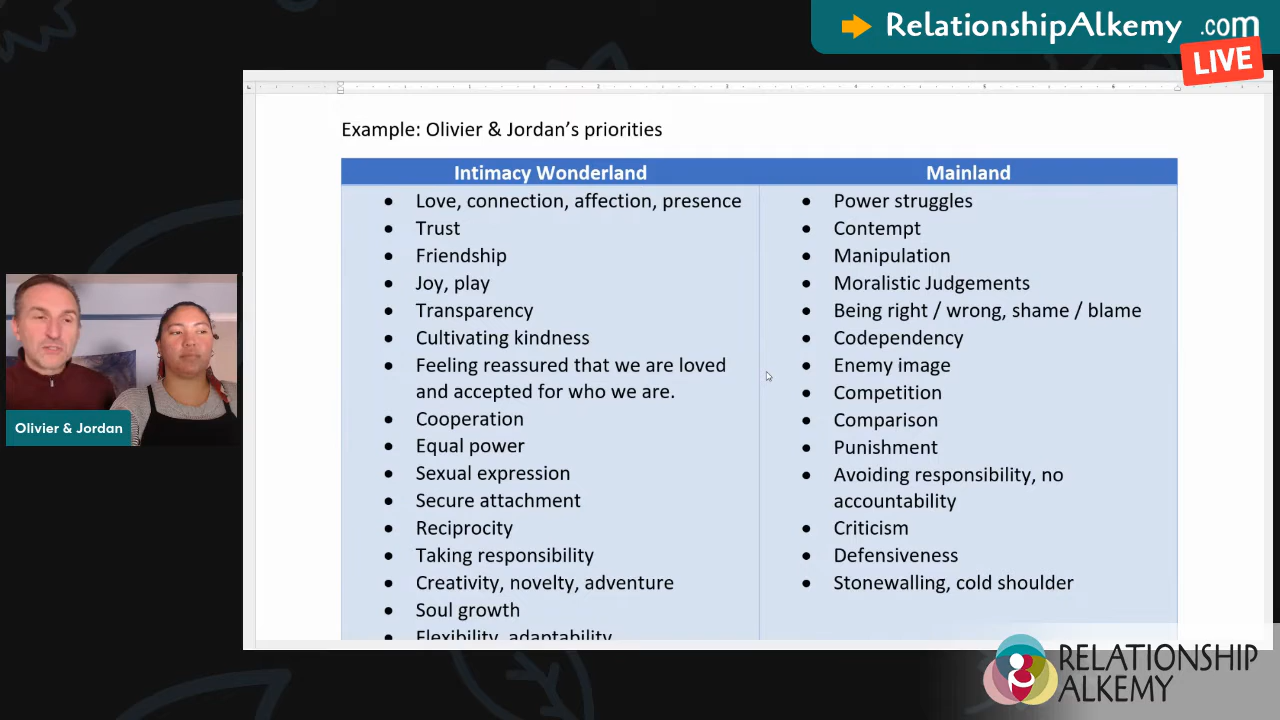 RelationshipAlkemy .com
LIVE
Example: Olivier & Jordan's priorities
Intimacy Wonderland
• Love, connection, affection, presence
• Trust
• Friendship
• Joy, play
• Transparency
• Cultivating kindness
• Feeling reassured that we are loved
and accepted for who we are.
• Cooperation
• Equal power
• Sexual expression
• Secure attachment
• Reciprocity
• Taking responsibility
• Creativity, novelty, adventure
• Soul growth
• Flexibility, adaptability
Mainland
• Power struggles
• Contempt
• Manipulation
• Moralistic Judgements
• Being right / wrong, shame / blame
• Codependency
• Enemy image
• Competition
• Comparison
• Punishment
• Avoiding responsibility, no
accountability
• Criticism
• Defensiveness
• Stonewalling, cold shoulder
Olivier & Jordan
RELATIONSHIP
ALKEMY